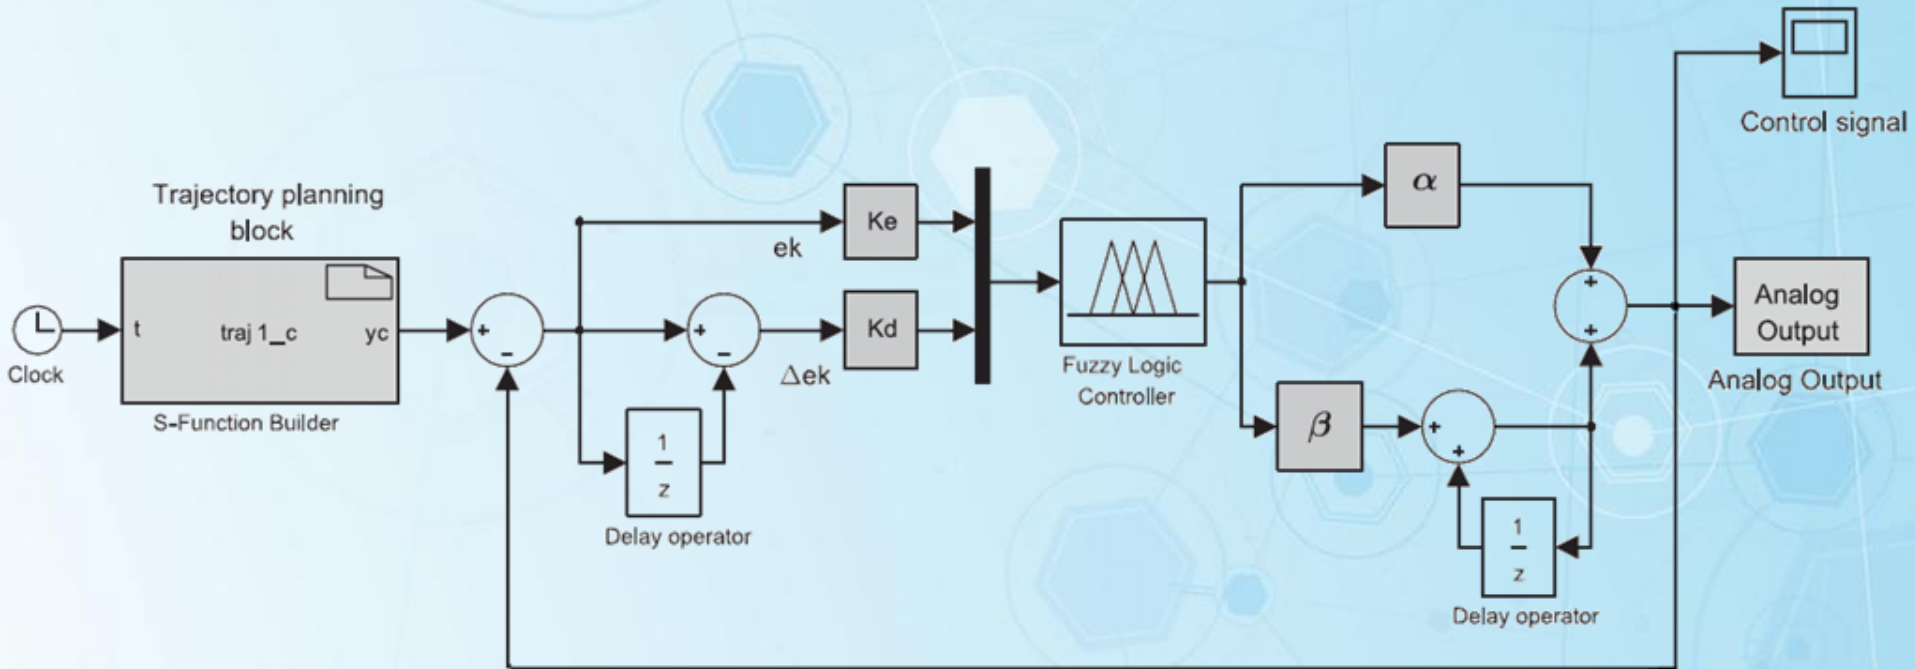 Control signal
Trajectory planning
block
α
Ke
ek
t
traj 1_c
yc
+
−
+
−
Kd
Δek
Clock
S-Function Builder
1
z
Delay operator
Fuzzy Logic
Controller
+
+
Analog
Output
Analog Output
β
+
+
1
z
Delay operator